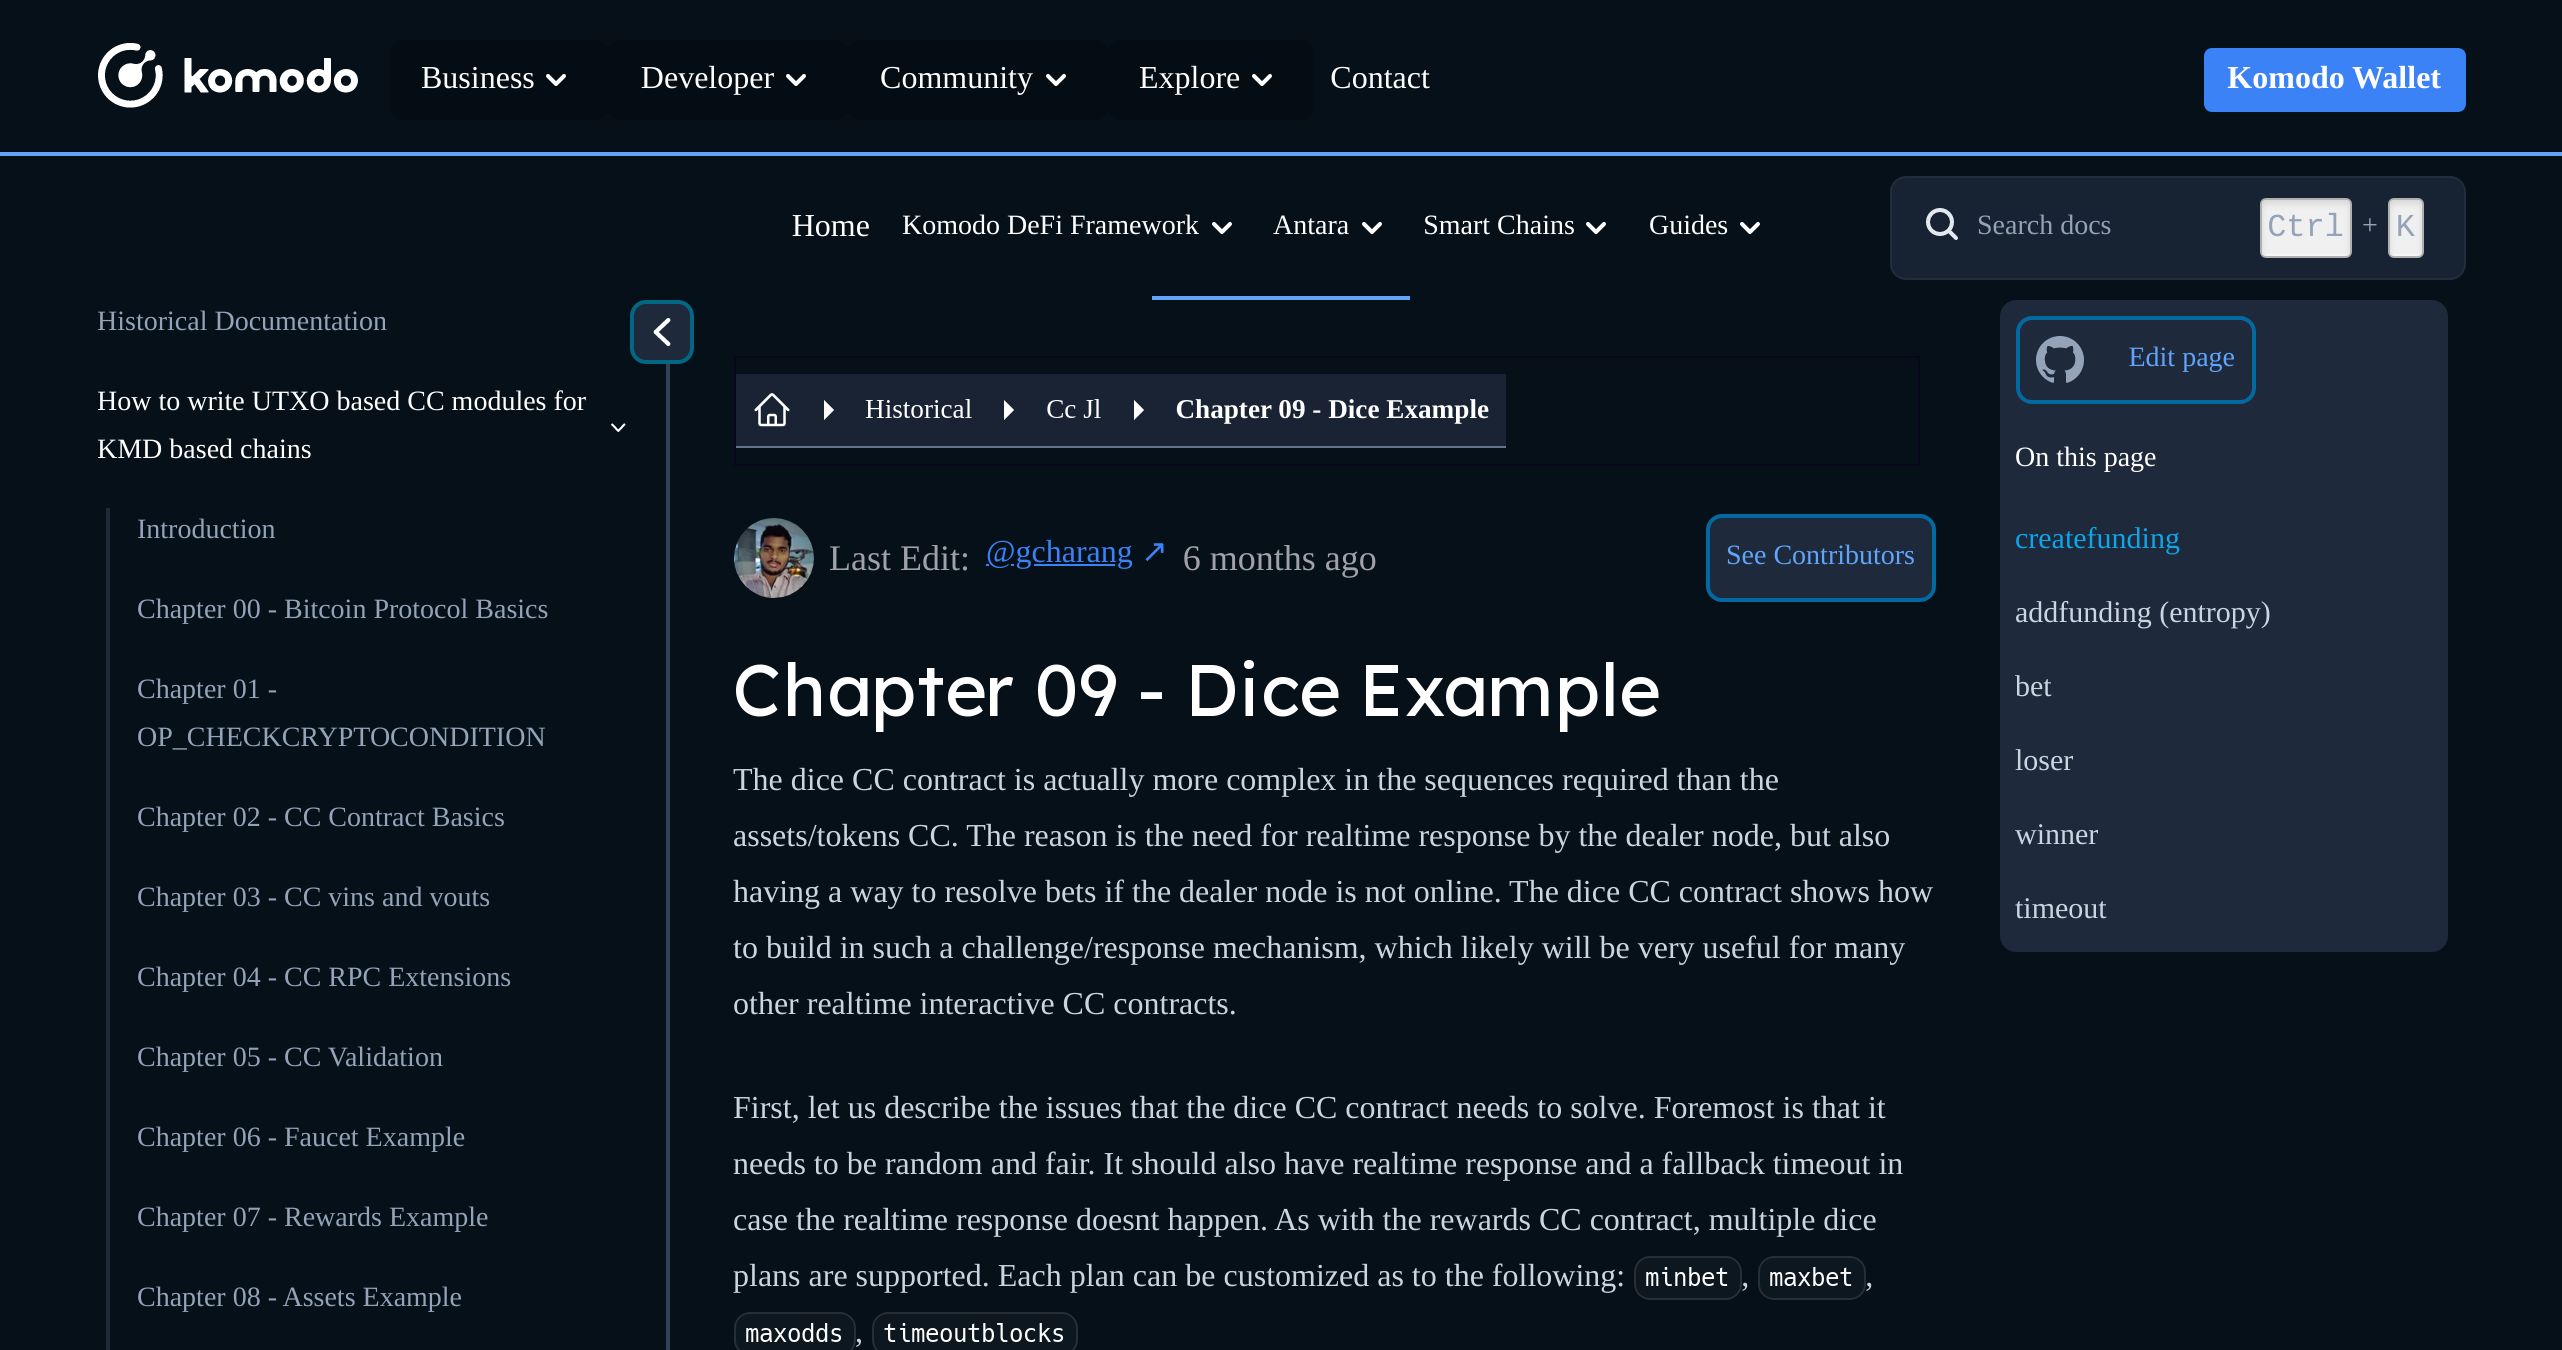 komodo
Business
Developer
Community
Explore
Contact
Komodo Wallet
Home
Komodo DeFi Framework
Antara
Smart Chains
Guides
Search docs
Ctrl + K
Historical Documentation
How to write UTXO based CC modules for
KMD based chains
Introduction
Chapter 00 - Bitcoin Protocol Basics
Chapter 01 -
OP_CHECKCRYPTOCONDITION
Chapter 02 - CC Contract Basics
Chapter 03 - CC vins and vouts
Chapter 04 - CC RPC Extensions
Chapter 05 - CC Validation
Chapter 06 - Faucet Example
Chapter 07 - Rewards Example
Chapter 08 - Assets Example
Historical
Cc Jl
Chapter 09 - Dice Example
Last Edit: @gcharang ↗ 6 months ago
See Contributors
Chapter 09 - Dice Example
The dice CC contract is actually more complex in the sequences required than the
assets/tokens CC. The reason is the need for realtime response by the dealer node, but also
having a way to resolve bets if the dealer node is not online. The dice CC contract shows how
to build in such a challenge/response mechanism, which likely will be very useful for many
other realtime interactive CC contracts.
First, let us describe the issues that the dice CC contract needs to solve. Foremost is that it
needs to be random and fair. It should also have realtime response and a fallback timeout in
case the realtime response doesnt happen. As with the rewards CC contract, multiple dice
plans are supported. Each plan can be customized as to the following: minbet, maxbet,
maxodds, timeoutblocks
Edit page
On this page
createfunding
addfunding (entropy)
bet
loser
winner
timeout